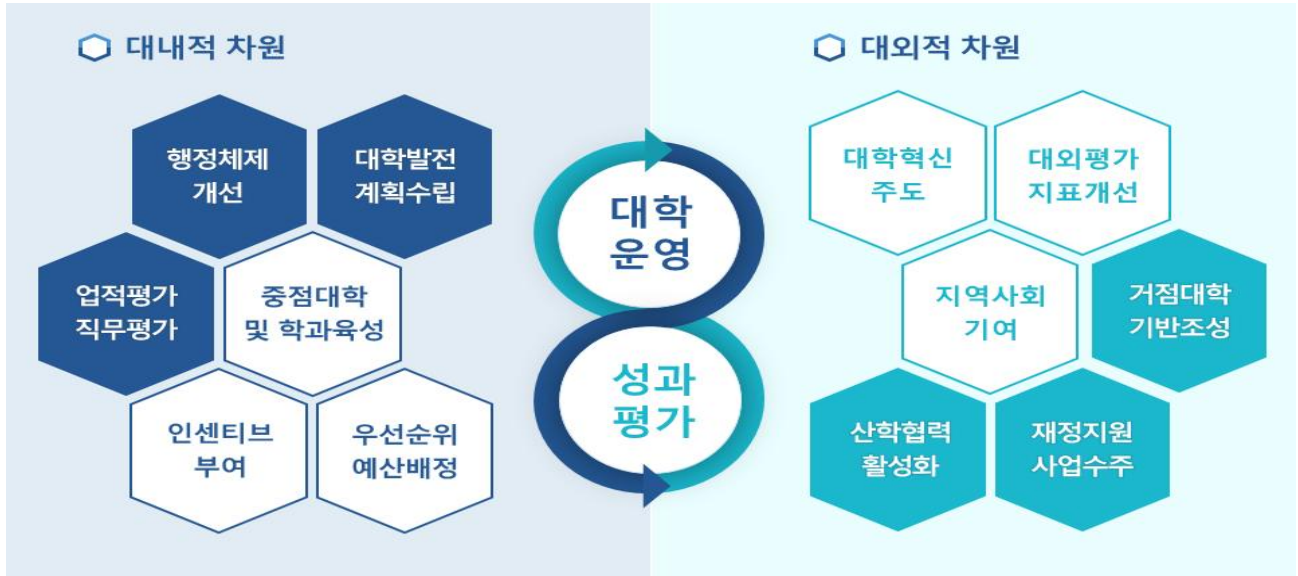 대내적 차원
행정체제
개선
대학발전
계획수립
업적평가
직무평가
중점대학
및 학과육성
인센티브
부여
우선순위
예산배정
대학
운영
성과
평가
대외적 차원
대학혁신
주도
대외평가
지표개선
지역사회
기여
거점대학
기반조성
산학협력
활성화
재정지원
사업수주